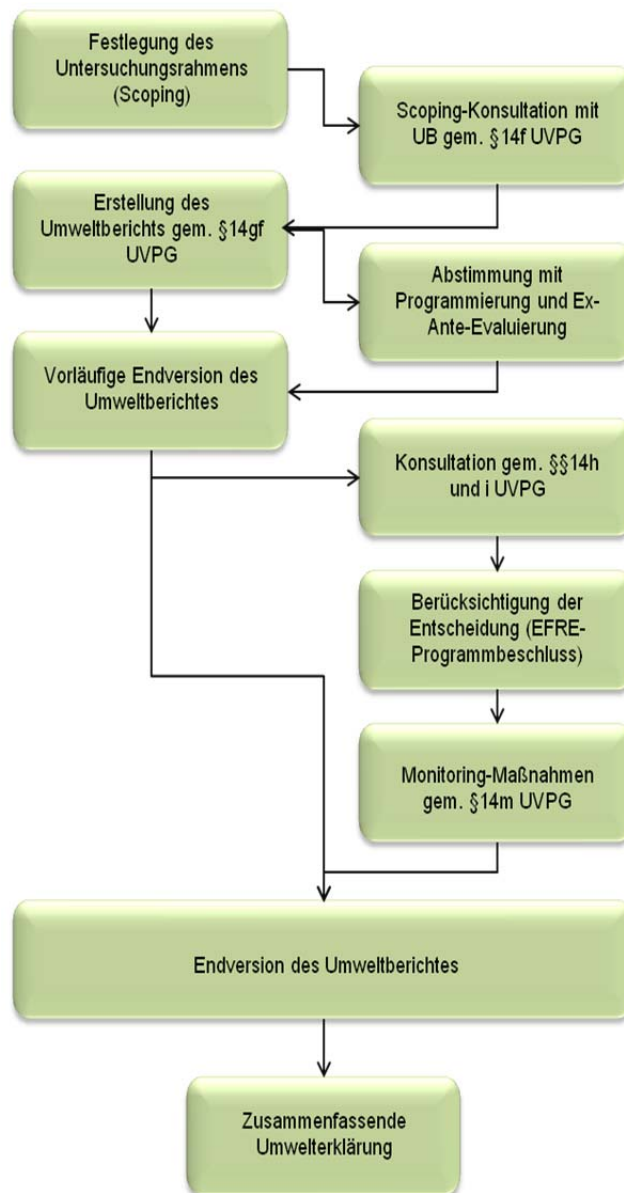 Festlegung des
Untersuchungsrahmens
(Scoping)
Scoping-Konsultation mit
UB gem. §14f UVPG
Erstellung des
Umweltberichts gem. §14gf
UVPG
Abstimmung mit
Programmierung und Ex-
Ante-Evaluierung
Vorläufige Endversion des
Umweltberichtes
Konsultation gem. §§14h
und i UVPG
Berücksichtigung der
Entscheidung (EFRE-
Programmbeschluss)
Monitoring-Maßnahmen
gem. §14m UVPG
Endversion des Umweltberichtes
Zusammenfassende
Umwelterklärung